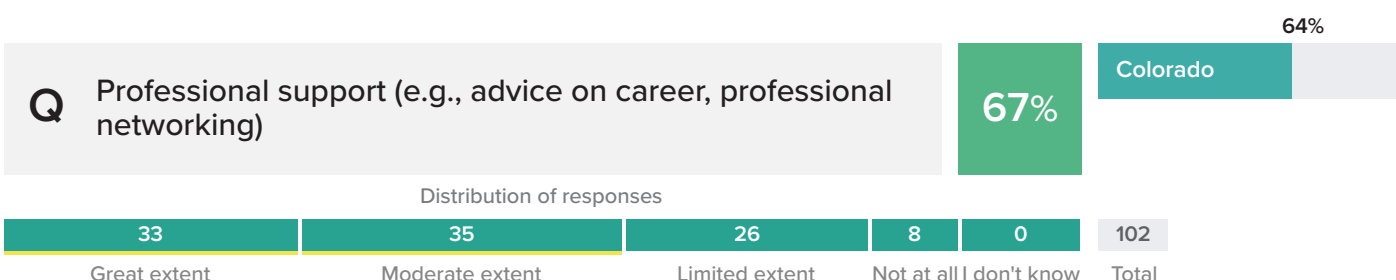 64%
Q
Professional support (e.g., advice on career, professional
networking)
67%
Colorado
Distribution of responses
33 35 26 8 0 102
Great extent Moderate extent Limited extent Not at all I don't know Total